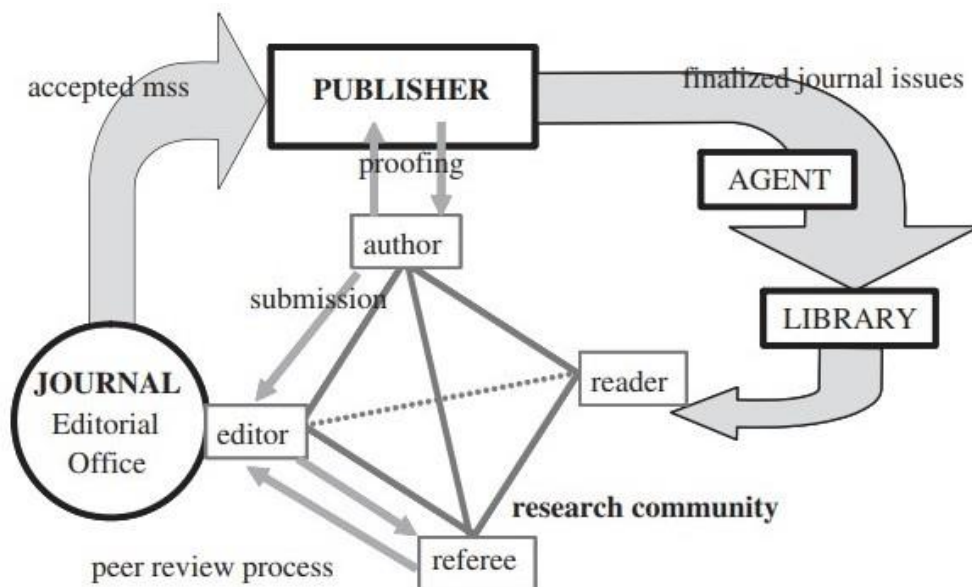 accepted mss
PUBLISHER
finalized journal issues
proofing
AGENT
author
submission
LIBRARY
JOURNAL
Editorial
Office
editor
reader
research community
peer review process
referee